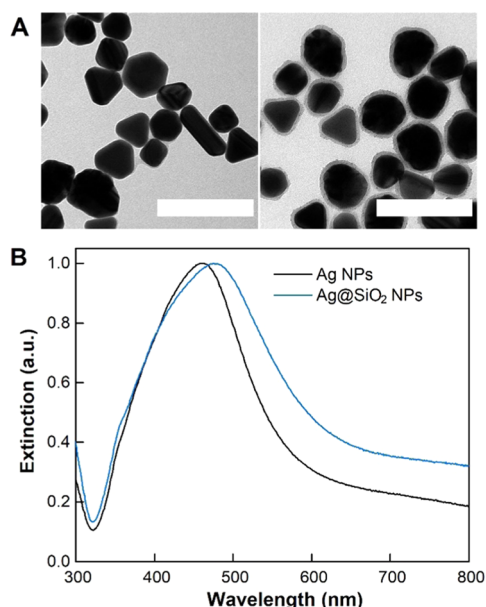 A
B
Extinction (a.u.)
1.0
0.8
0.6
0.4
0.2
0.0
Ag NPs
Ag@SiO₂ NPs
300 400 500 600 700 800
Wavelength (nm)